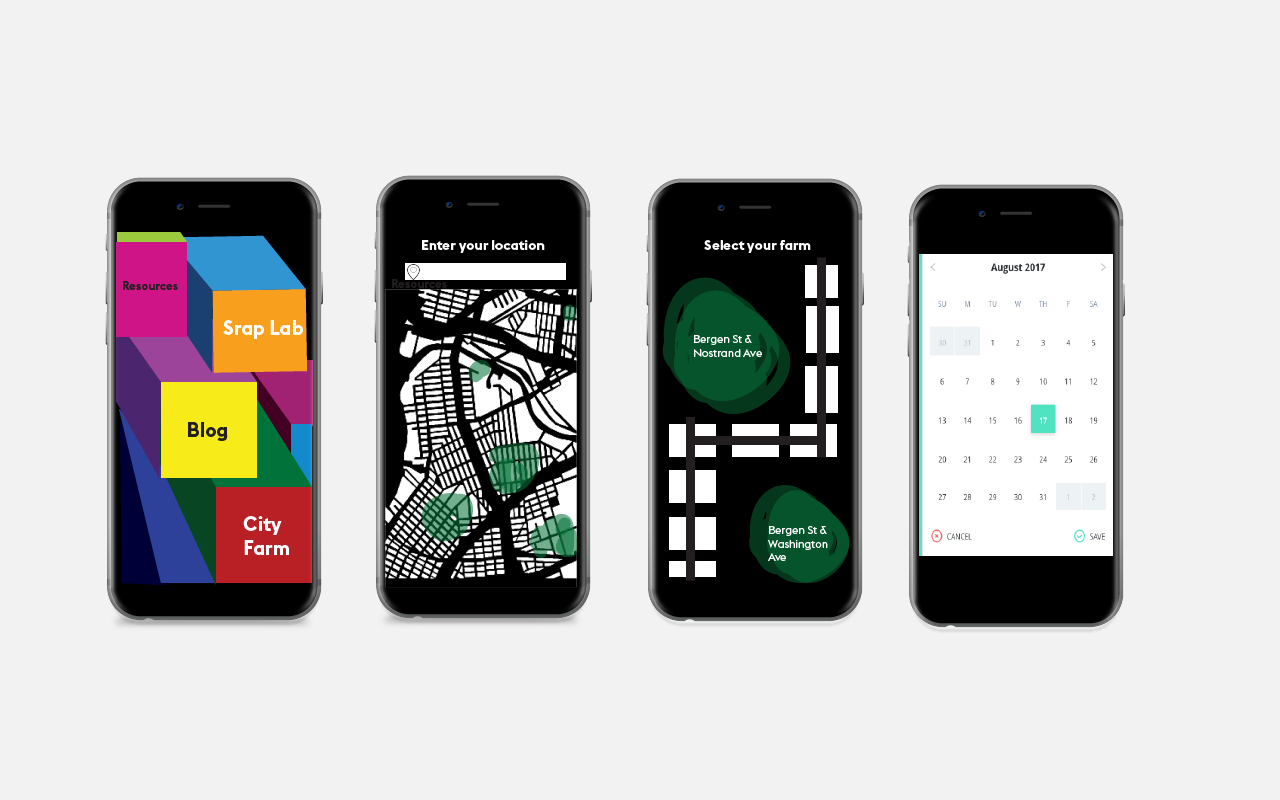 Resources
Srap Lab
Blog
City
Farm
Enter your location
Resources
Select your farm
Bergen St &
Nostrand Ave
Bergen St &
Washington
Ave
August 2017
SU M TU W TH F SA
30 31 1 2 3 4 5
6 7 8 9 10 11 12
13 14 15 16 17 18 19
20 21 22 23 24 25 26
27 28 29 30 31 1 2
CANCEL SAVE